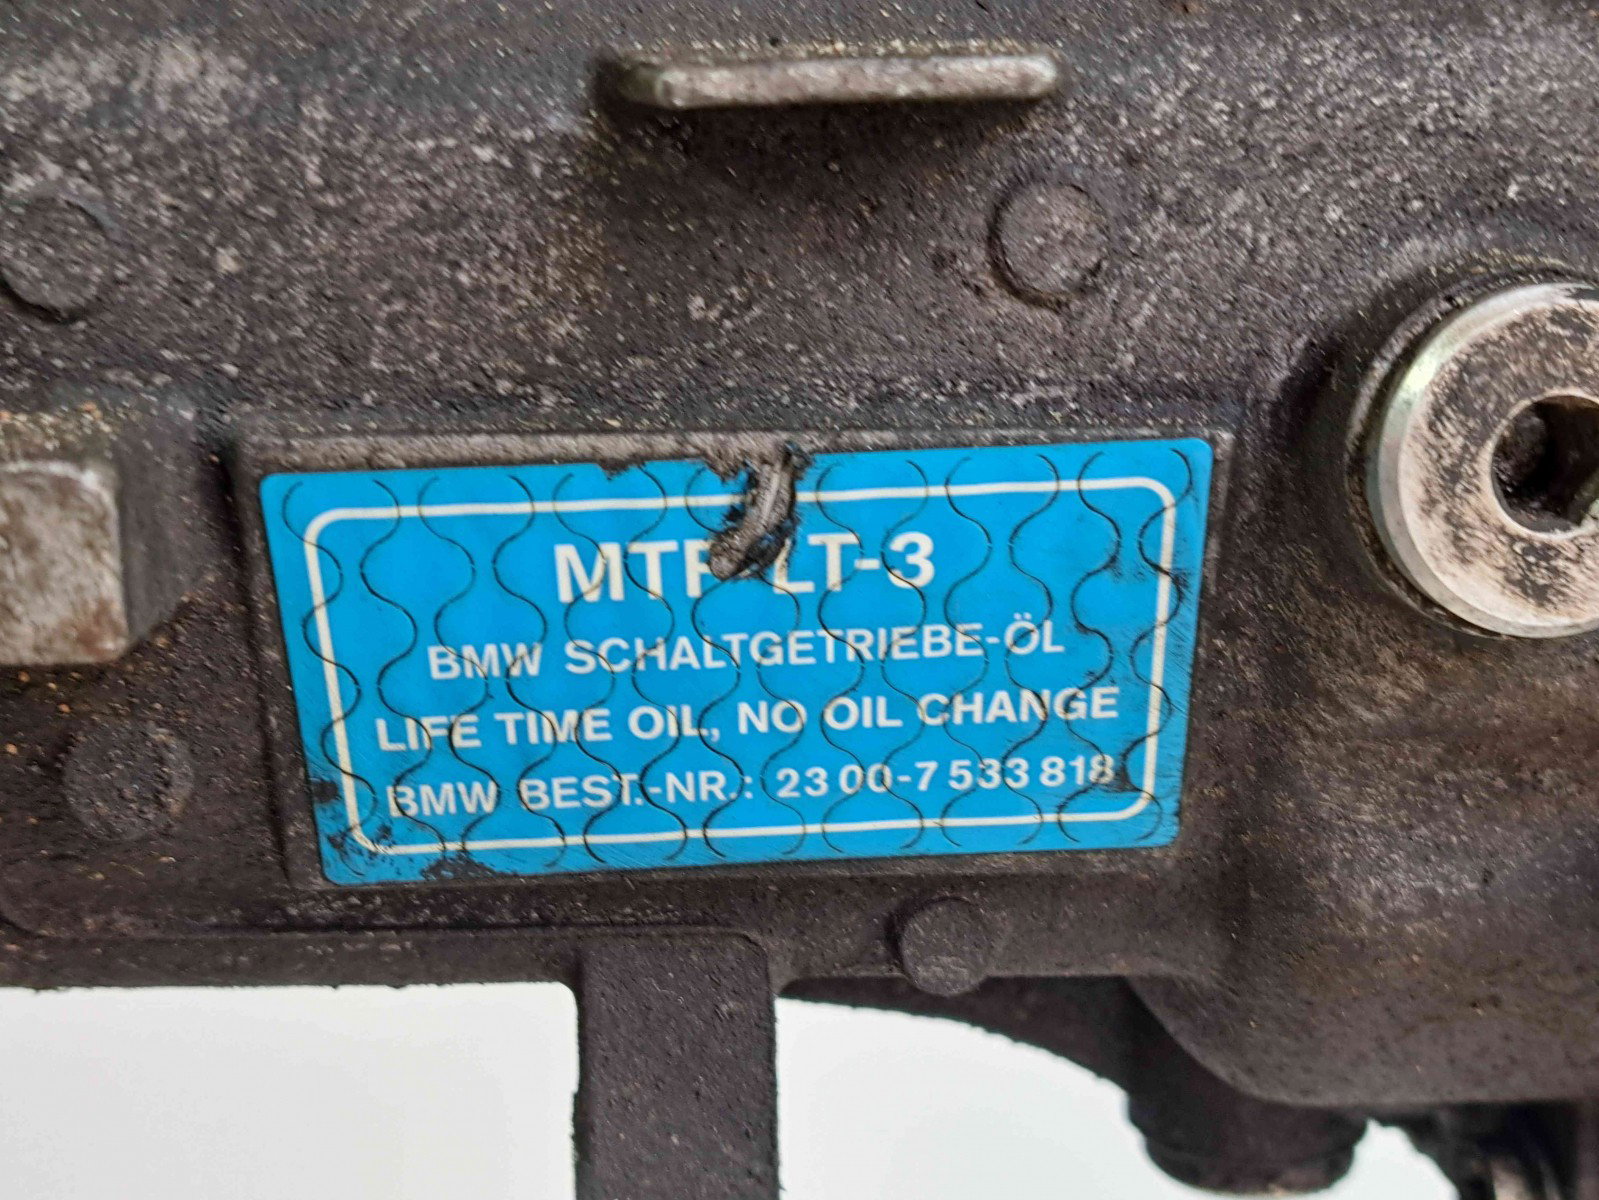 MTF LT-3
BMW SCHALTGETRIEBE-ÖL
LIFE TIME OIL, NO OIL CHANGE
BMW BEST.-NR.: 23 00-7 533 818